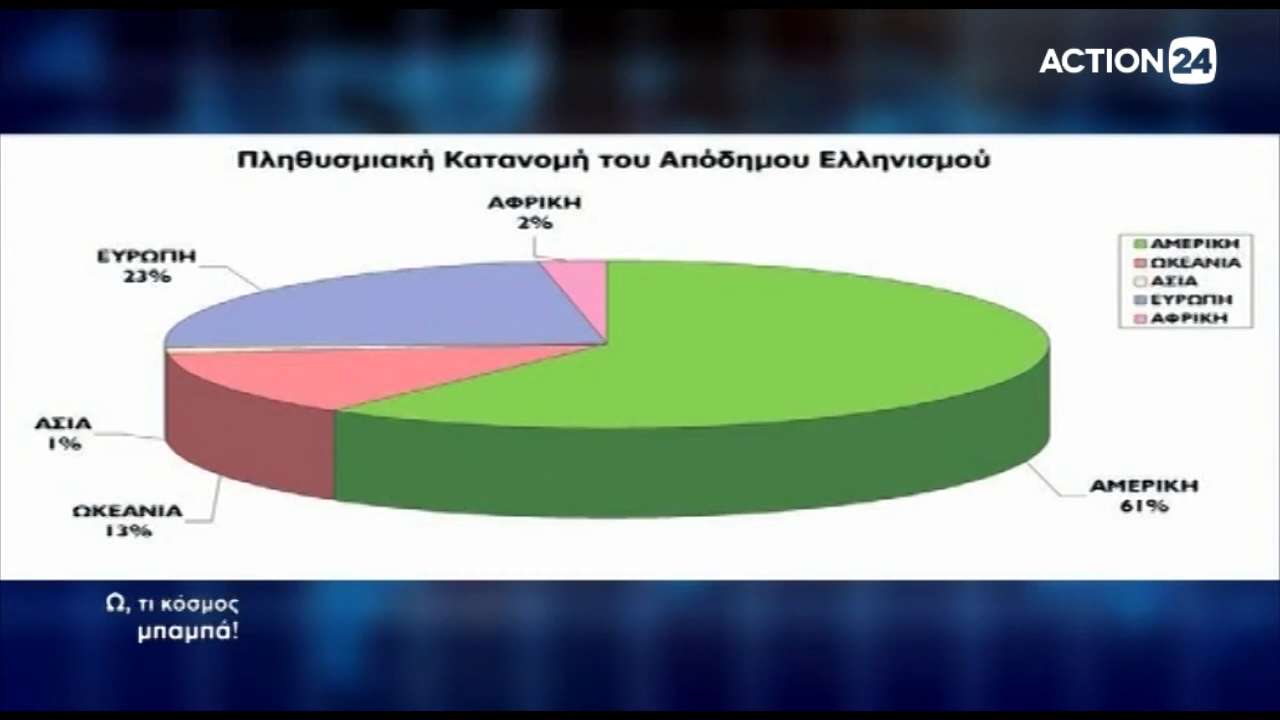 ACTION 24
Πληθυσμιακή Κατανομή του Απόδημου Ελληνισμού
ΑΦΡΙΚΗ
2%
ΕΥΡΩΠΗ
23%
ΑΜΕΡΙΚΗ
ΩΚΕΑΝΙΑ
ΑΣΙΑ
ΕΥΡΩΠΗ
ΑΦΡΙΚΗ
ΑΣΙΑ
1%
ΩΚΕΑΝΙΑ
13%
ΑΜΕΡΙΚΗ
61%
Ω, τι κόσμος
μπαμπά!